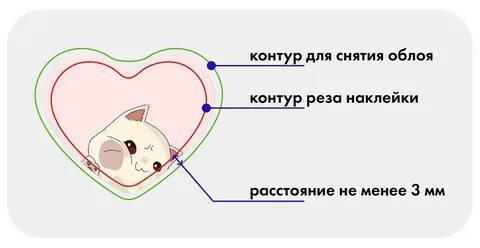 контур для снятия облоя
контур реза наклейки
расстояние не менее 3 мм